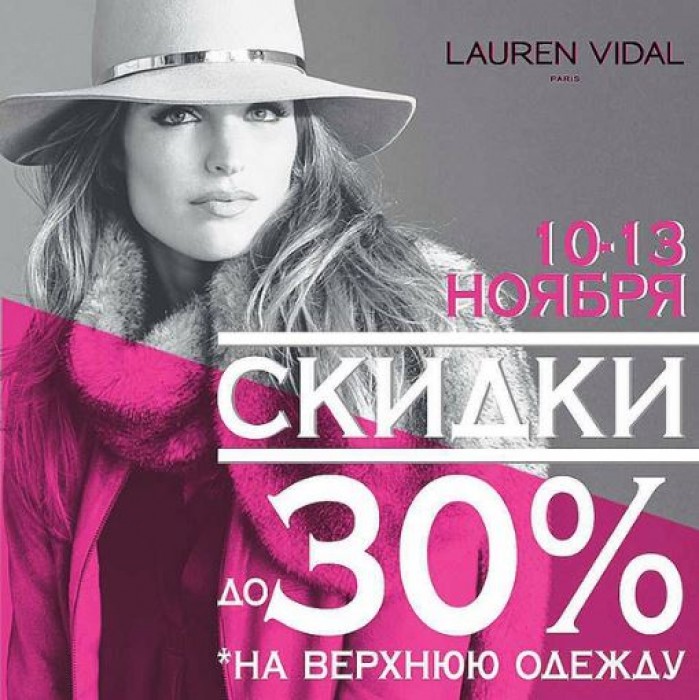 LAUREN VIDAL
PARIS
10-13
НОЯБРЯ
СКИДКИ
ДО 30%
*НА ВЕРХНЮЮ ОДЕЖДУ